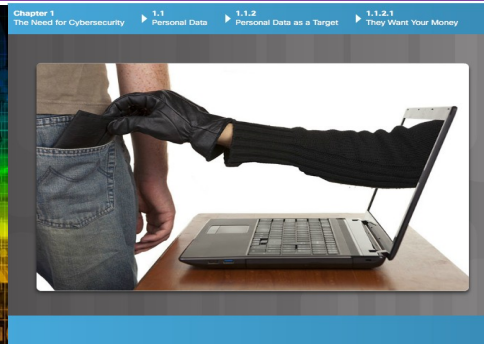 Chapter 1
The Need for Cybersecurity
1.1
Personal Data
1.1.2
Personal Data as a Target
1.1.2.1
They Want Your Money